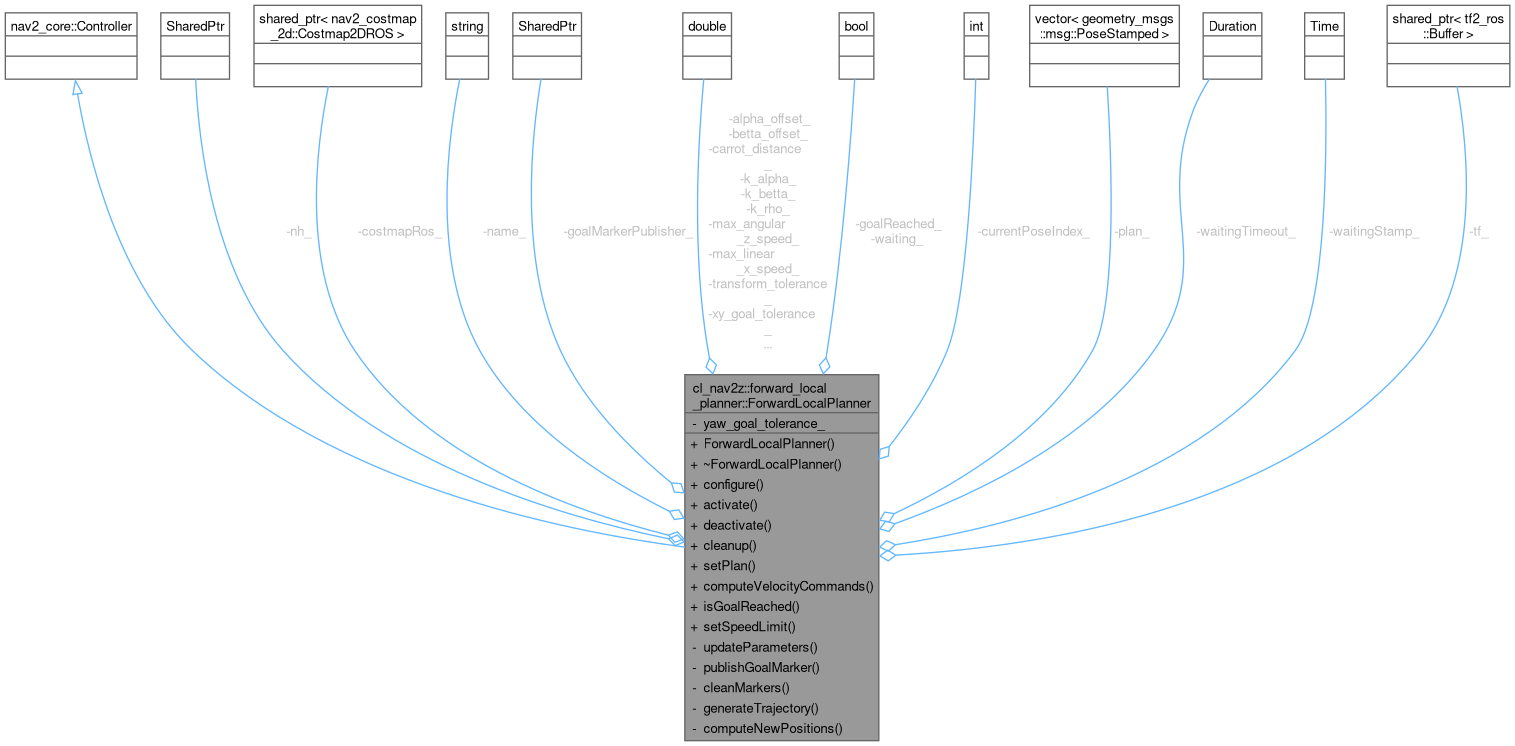 nav2_core::Controller
SharedPtr
shared_ptr< nav2_costmap
_2d::Costmap2DROS >
string
SharedPtr
double
bool
int
vector< geometry_msgs
::msg::PoseStamped >
Duration
Time
shared_ptr< tf2_ros
::Buffer >
-nh_
-costmapRos_
-name_
-goalMarkerPublisher_
-alpha_offset_
-betta_offset_
-carrot_distance
_
-k_alpha_
-k_betta_
-k_rho_
-max_angular
_z_speed_
-max_linear
_x_speed_
-transform_tolerance
_
-xy_goal_tolerance
_
...
-goalReached_
-waiting_
-currentPoseIndex_
-plan_
-waitingTimeout_
-waitingStamp_
-tf_
cl_nav2z::forward_local
_planner::ForwardLocalPlanner
- yaw_goal_tolerance_
+ ForwardLocalPlanner()
+ ~ForwardLocalPlanner()
+ configure()
+ activate()
+ deactivate()
+ cleanup()
+ setPlan()
+ computeVelocityCommands()
+ isGoalReached()
+ setSpeedLimit()
- updateParameters()
- publishGoalMarker()
- cleanMarkers()
- generateTrajectory()
- computeNewPositions()